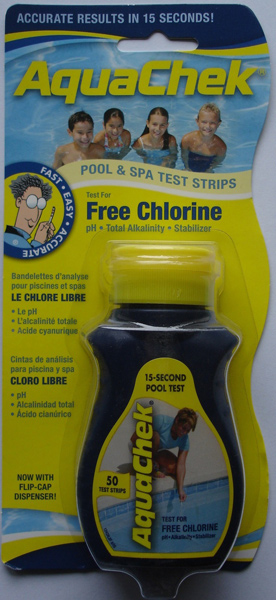 ACCURATE RESULTS IN 15 SECONDS!
AquaChek
POOL & SPA TEST STRIPS
FAST • EASY • ACCURATE
Test For
Free Chlorine
pH • Total Alkalinity • Stabilizer
Bandelettes d'analyse
pour piscines et spas
LE CHLORE LIBRE
• Le pH
• L'alcalinité totale
• Acide cyanurique
Cintas de análisis
para piscina y spa
CLORO LIBRE
• pH
• Alcalinidad total
• Ácido cianúrico
NOW WITH
FLIP-CAP
DISPENSER!
15-SECOND
POOL TEST
AquaChek
50
TEST STRIPS
TEST FOR
FREE CHLORINE
pH • Alkalinity • Stabilizer